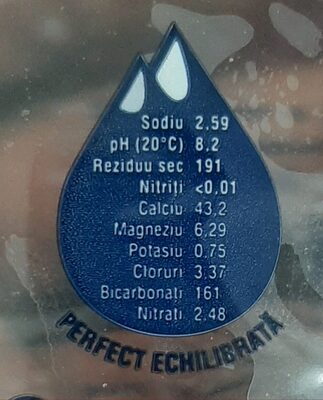 Sodiu 2,59
pH (20°C) 8,2
Reziduu sec 191
Nitriți <0,01
Calciu 43,2
Magneziu 6,29
Potasiu 0,75
Cloruri 3,37
Bicarbonați 161
Nitrați 2,48
PERFECT ECHILIBRATĂ